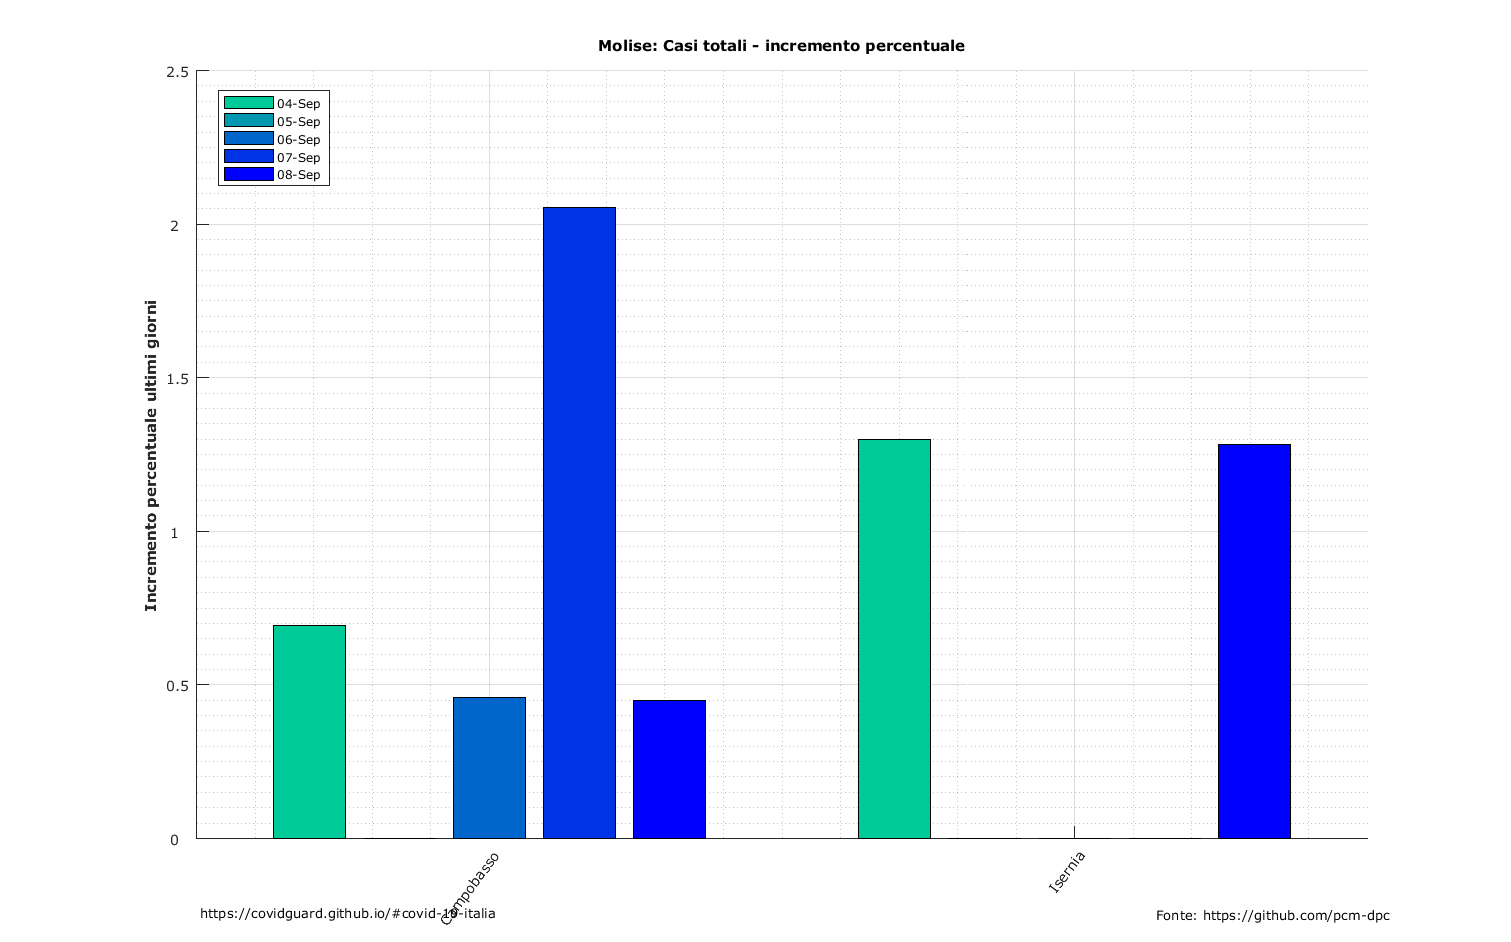 Molise: Casi totali - incremento percentuale
2.5
2
1.5
1
0.5
0
Incremento percentuale ultimi giorni
04-Sep
05-Sep
06-Sep
07-Sep
08-Sep
Campobasso
Isernia
https://covidguard.github.io/#covid-19-italia
Fonte: https://github.com/pcm-dpc